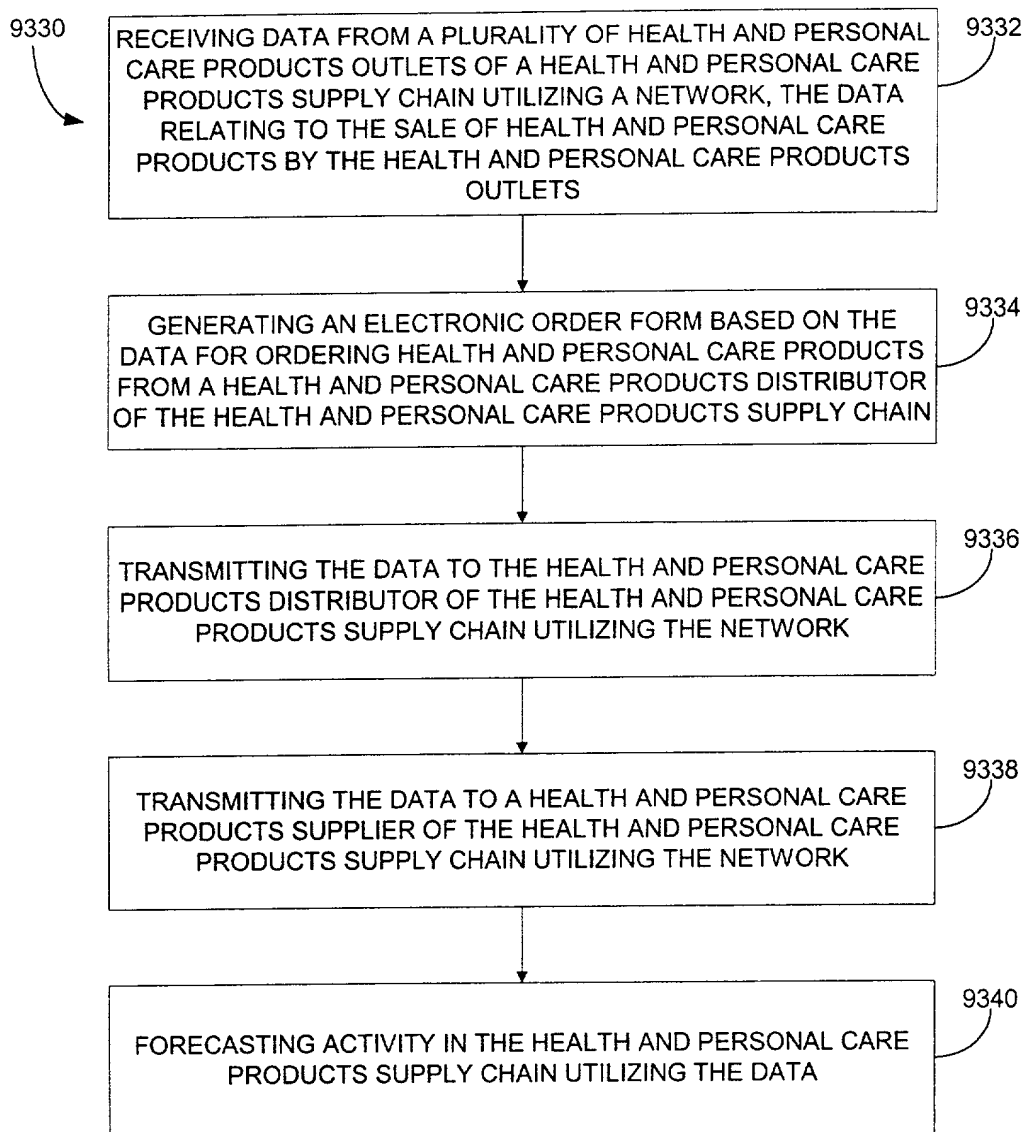 9330
RECEIVING DATA FROM A PLURALITY OF HEALTH AND PERSONAL
CARE PRODUCTS OUTLETS OF A HEALTH AND PERSONAL CARE
PRODUCTS SUPPLY CHAIN UTILIZING A NETWORK, THE DATA
RELATING TO THE SALE OF HEALTH AND PERSONAL CARE
PRODUCTS BY THE HEALTH AND PERSONAL CARE PRODUCTS
OUTLETS
9332
GENERATING AN ELECTRONIC ORDER FORM BASED ON THE
DATA FOR ORDERING HEALTH AND PERSONAL CARE PRODUCTS
FROM A HEALTH AND PERSONAL CARE PRODUCTS DISTRIBUTOR
OF THE HEALTH AND PERSONAL CARE PRODUCTS SUPPLY CHAIN
9334
TRANSMITTING THE DATA TO THE HEALTH AND PERSONAL CARE
PRODUCTS DISTRIBUTOR OF THE HEALTH AND PERSONAL CARE
PRODUCTS SUPPLY CHAIN UTILIZING THE NETWORK
9336
TRANSMITTING THE DATA TO A HEALTH AND PERSONAL CARE
PRODUCTS SUPPLIER OF THE HEALTH AND PERSONAL CARE
PRODUCTS SUPPLY CHAIN UTILIZING THE NETWORK
9338
FORECASTING ACTIVITY IN THE HEALTH AND PERSONAL CARE
PRODUCTS SUPPLY CHAIN UTILIZING THE DATA
9340